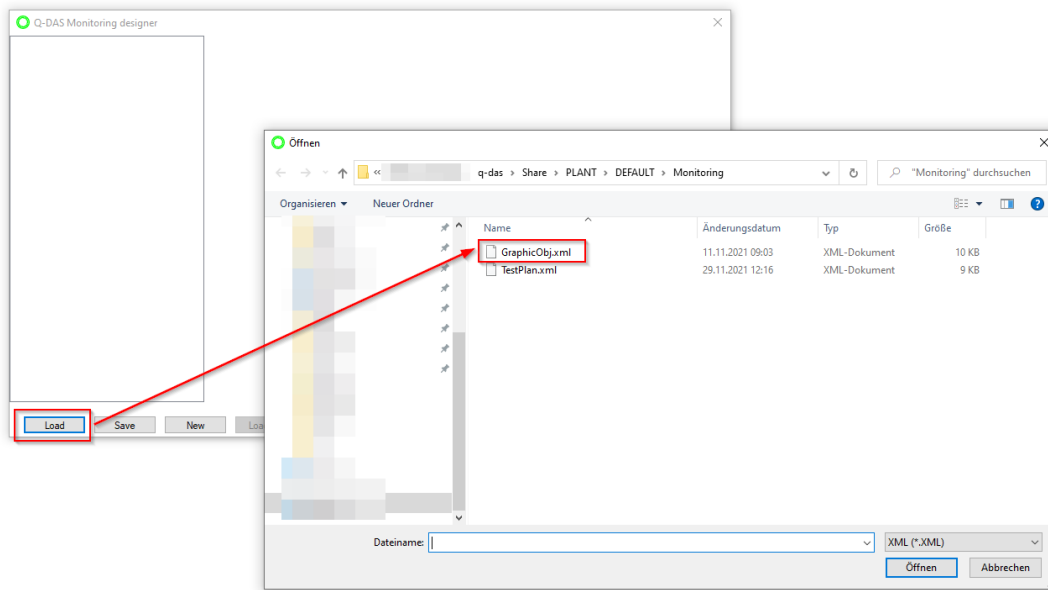 Q-DAS Monitoring designer
Öffnen
« q-das › Share › PLANT › DEFAULT › Monitoring
"Monitoring" durchsuchen
Organisieren Neuer Ordner
Name Änderungsdatum Typ Größe
GraphicObj.xml 11.11.2021 09:03 XML-Dokument 10 KB
TestPlan.xml 29.11.2021 12:16 XML-Dokument 9 KB
Load Save New
Dateiname: XML (*.XML)
Öffnen Abbrechen